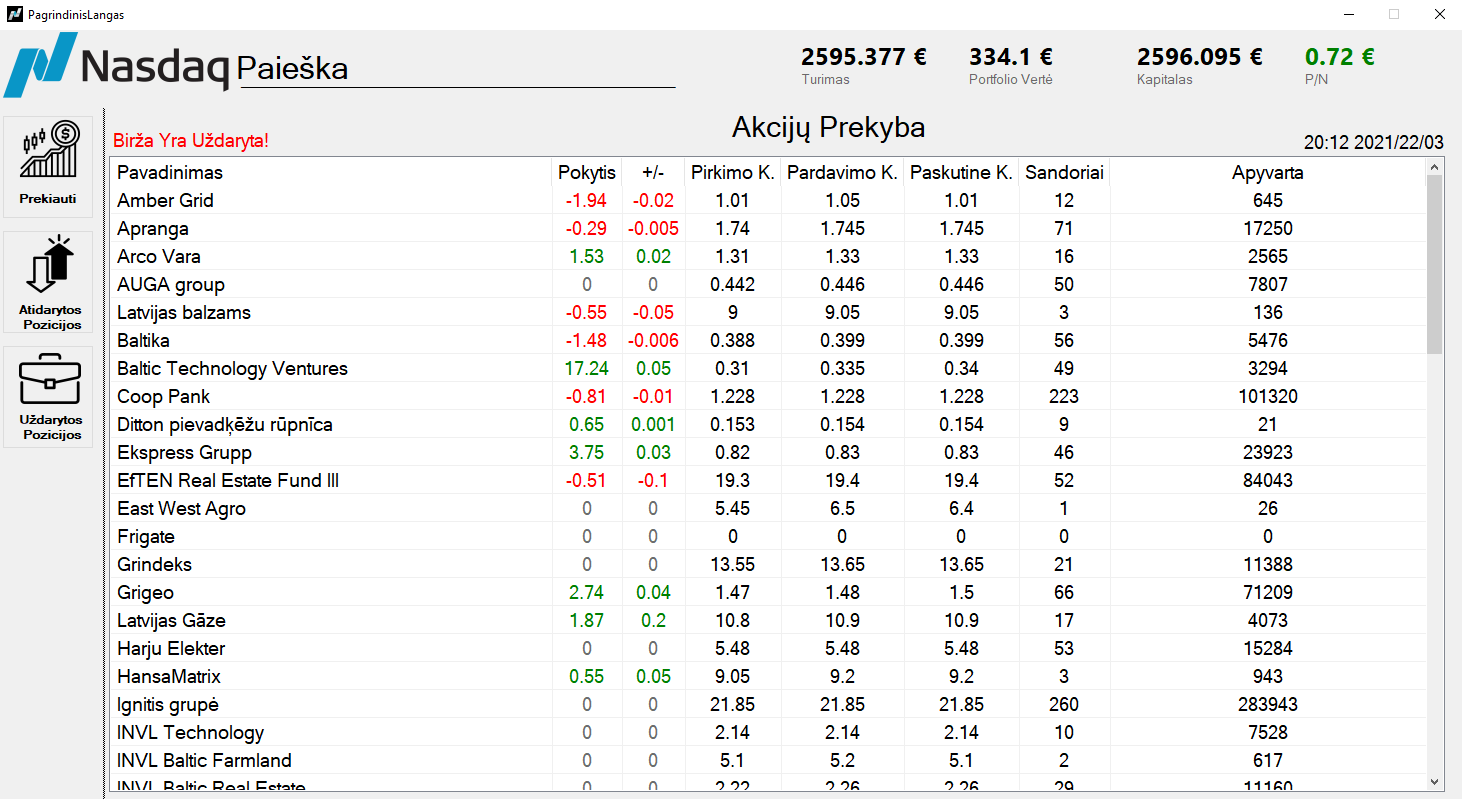 PagrindinisLangas
Nasdaq Paieška
2595.377 € 334.1 € 2596.095 € 0.72 €
Turimas Portfolio Vertė Kapitalas P/N
Prekiauti
Atidarytos
Pozicijos
Uždarytos
Pozicijos
Akcijų Prekyba
Birža Yra Uždaryta! 20:12 2021/22/03
Pavadinimas Pokytis +/- Pirkimo K. Pardavimo K. Paskutine K. Sandoriai Apyvarta
Amber Grid -1.94 -0.02 1.01 1.05 1.01 12 645
Apranga -0.29 -0.005 1.74 1.745 1.745 71 17250
Arco Vara 1.53 0.02 1.31 1.33 1.33 16 2565
AUGA group 0 0 0.442 0.446 0.446 50 7807
Latvijas balzams -0.55 -0.05 9 9.05 9.05 3 136
Baltika -1.48 -0.006 0.388 0.399 0.399 56 5476
Baltic Technology Ventures 17.24 0.05 0.31 0.335 0.34 49 3294
Coop Pank -0.81 -0.01 1.228 1.228 1.228 223 101320
Ditton pievadķēžu rūpnīca 0.65 0.001 0.153 0.154 0.154 9 21
Ekspress Grupp 3.75 0.03 0.82 0.83 0.83 46 23923
EfTEN Real Estate Fund III -0.51 -0.1 19.3 19.4 19.4 52 84043
East West Agro 0 0 5.45 6.5 6.4 1 26
Frigate 0 0 0 0 0 0 0
Grindeks 0 0 13.55 13.65 13.65 21 11388
Grigeo 2.74 0.04 1.47 1.48 1.5 66 71209
Latvijas Gāze 1.87 0.2 10.8 10.9 10.9 17 4073
Harju Elekter 0 0 5.48 5.48 5.48 53 15284
HansaMatrix 0.55 0.05 9.05 9.2 9.2 3 943
Ignitis grupė 0 0 21.85 21.85 21.85 260 283943
INVL Technology 0 0 2.14 2.14 2.14 10 7528
INVL Baltic Farmland 0 0 5.1 5.2 5.1 2 617
INVL Baltic Real Estate 0 0 2.22 2.26 2.26 29 11160